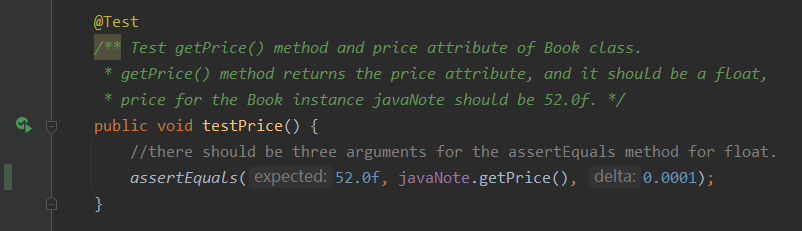 @Test
/** Test getPrice() method and price attribute of Book class.
* getPrice() method returns the price attribute, and it should be a float,
* price for the Book instance javaNote should be 52.0f. */
public void testPrice() {
//there should be three arguments for the assertEquals method for float.
assertEquals( expected: 52.0f, javaNote.getPrice(), delta: 0.0001);
}